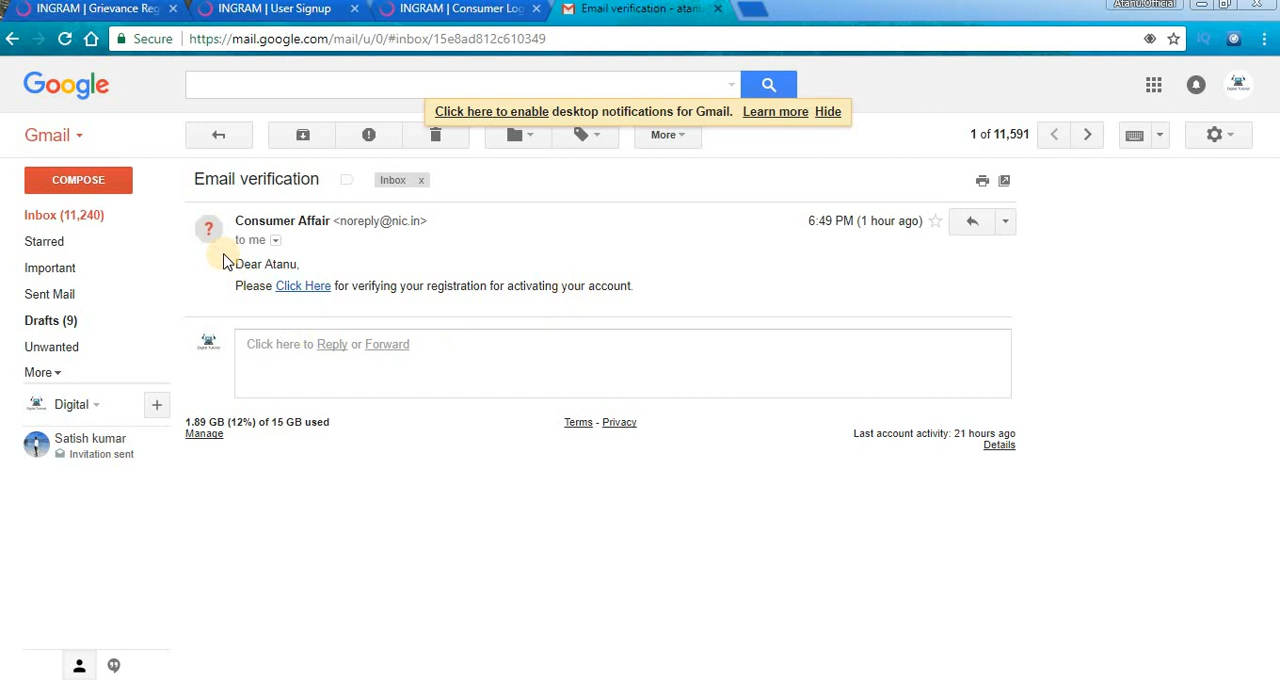 INGRAM | Grievance Reg
INGRAM | User Signup
INGRAM | Consumer Log
Email verification - atanu
Atanu.Official
Secure
https://mail.google.com/mail/u/0/#inbox/15e8ad812c610349
Google
Click here to enable desktop notifications for Gmail. Learn more Hide
Gmail
More
1 of 11,591
COMPOSE
Email verification
Inbox x
Inbox (11,240)
Starred
Important
Sent Mail
Drafts (9)
Unwanted
More
Consumer Affair <noreply@nic.in>
6:49 PM (1 hour ago)
to me
Dear Atanu,
Please Click Here for verifying your registration for activating your account.
Click here to Reply or Forward
Digital
Satish kumar
Invitation sent
1.89 GB (12%) of 15 GB used
Manage
Terms - Privacy
Last account activity: 21 hours ago
Details